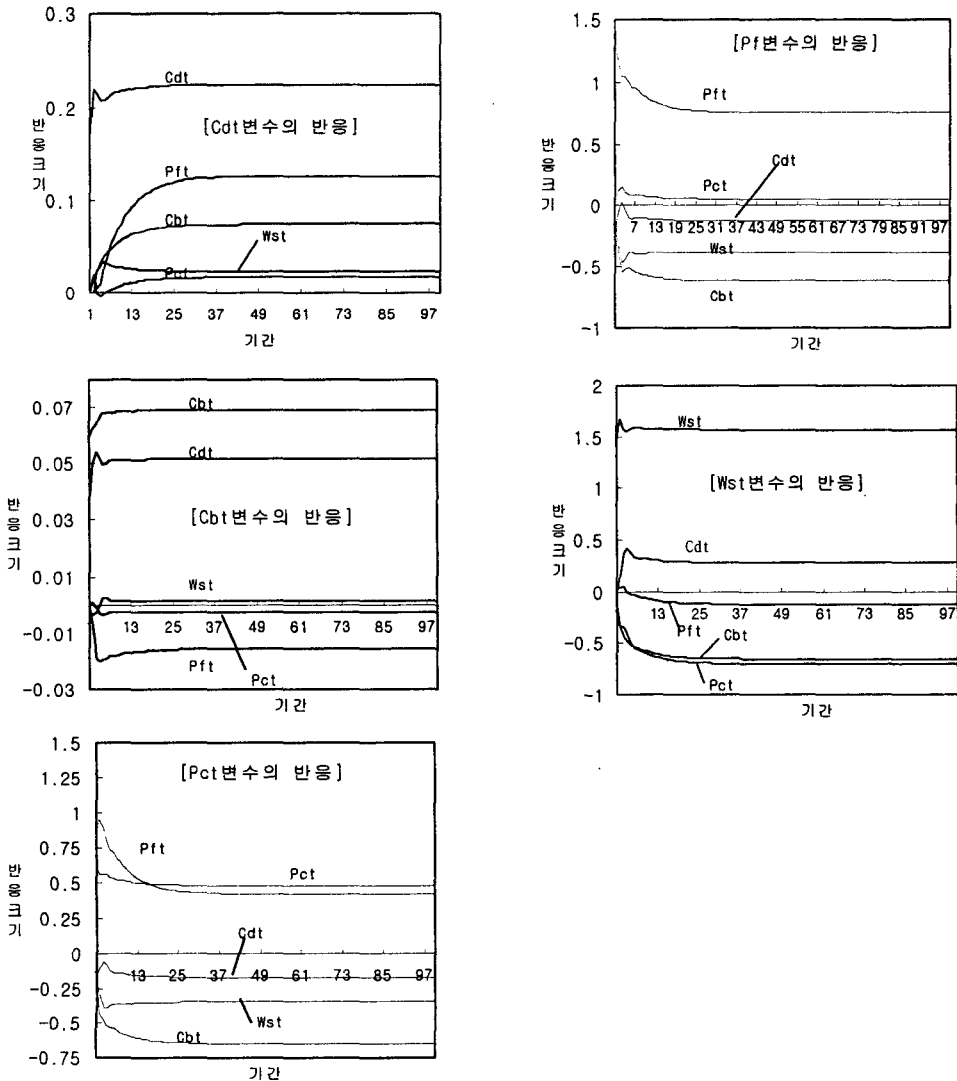 0.3
0.2
0.1
0
반응크기
Cdt
[Cdt변수의 반응]
Pft
Cbt
Wst
Pct
1 13 25 37 49 61 73 85 97
기간
1.5
1
0.5
0
-0.5
-1
반응크기
[Pf변수의 반응]
Pft
Cdt
Pct
7 13 19 25 31 37 43 49 55 61 67 73 79 85 91 97
Wst
Cbt
기간
0.07
0.05
0.03
0.01
-0.01
-0.03
반응크기
Cbt
Cdt
[Cbt변수의 반응]
Wst
13 25 37 49 61 73 85 97
Pft
Pct
기간
2
1.5
1
0.5
0
-0.5
-1
반응크기
Wst
[Wst변수의 반응]
Cdt
13 25 37 49 61 73 85 97
Pft
Cbt
Pct
기간
1.5
1.25
1
0.75
0.5
0.25
0
-0.25
-0.5
-0.75
반응크기
[Pct변수의 반응]
Pft
Pct
Cdt
13 25 37 49 61 73 85 97
Wst
Cbt
기간